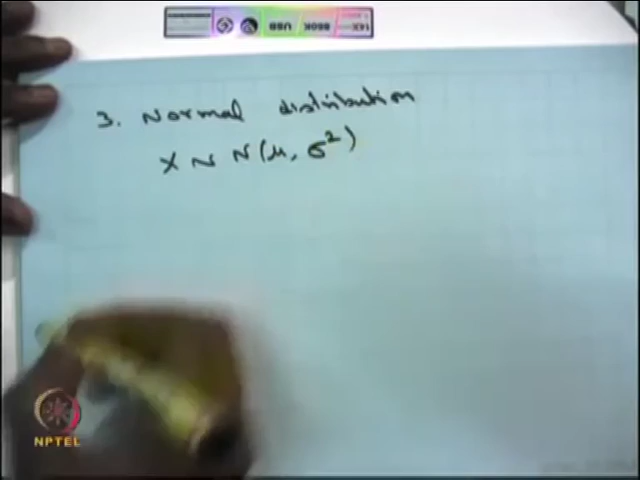 3. Normal distribution
X ~ N(μ, σ²)
NPTEL